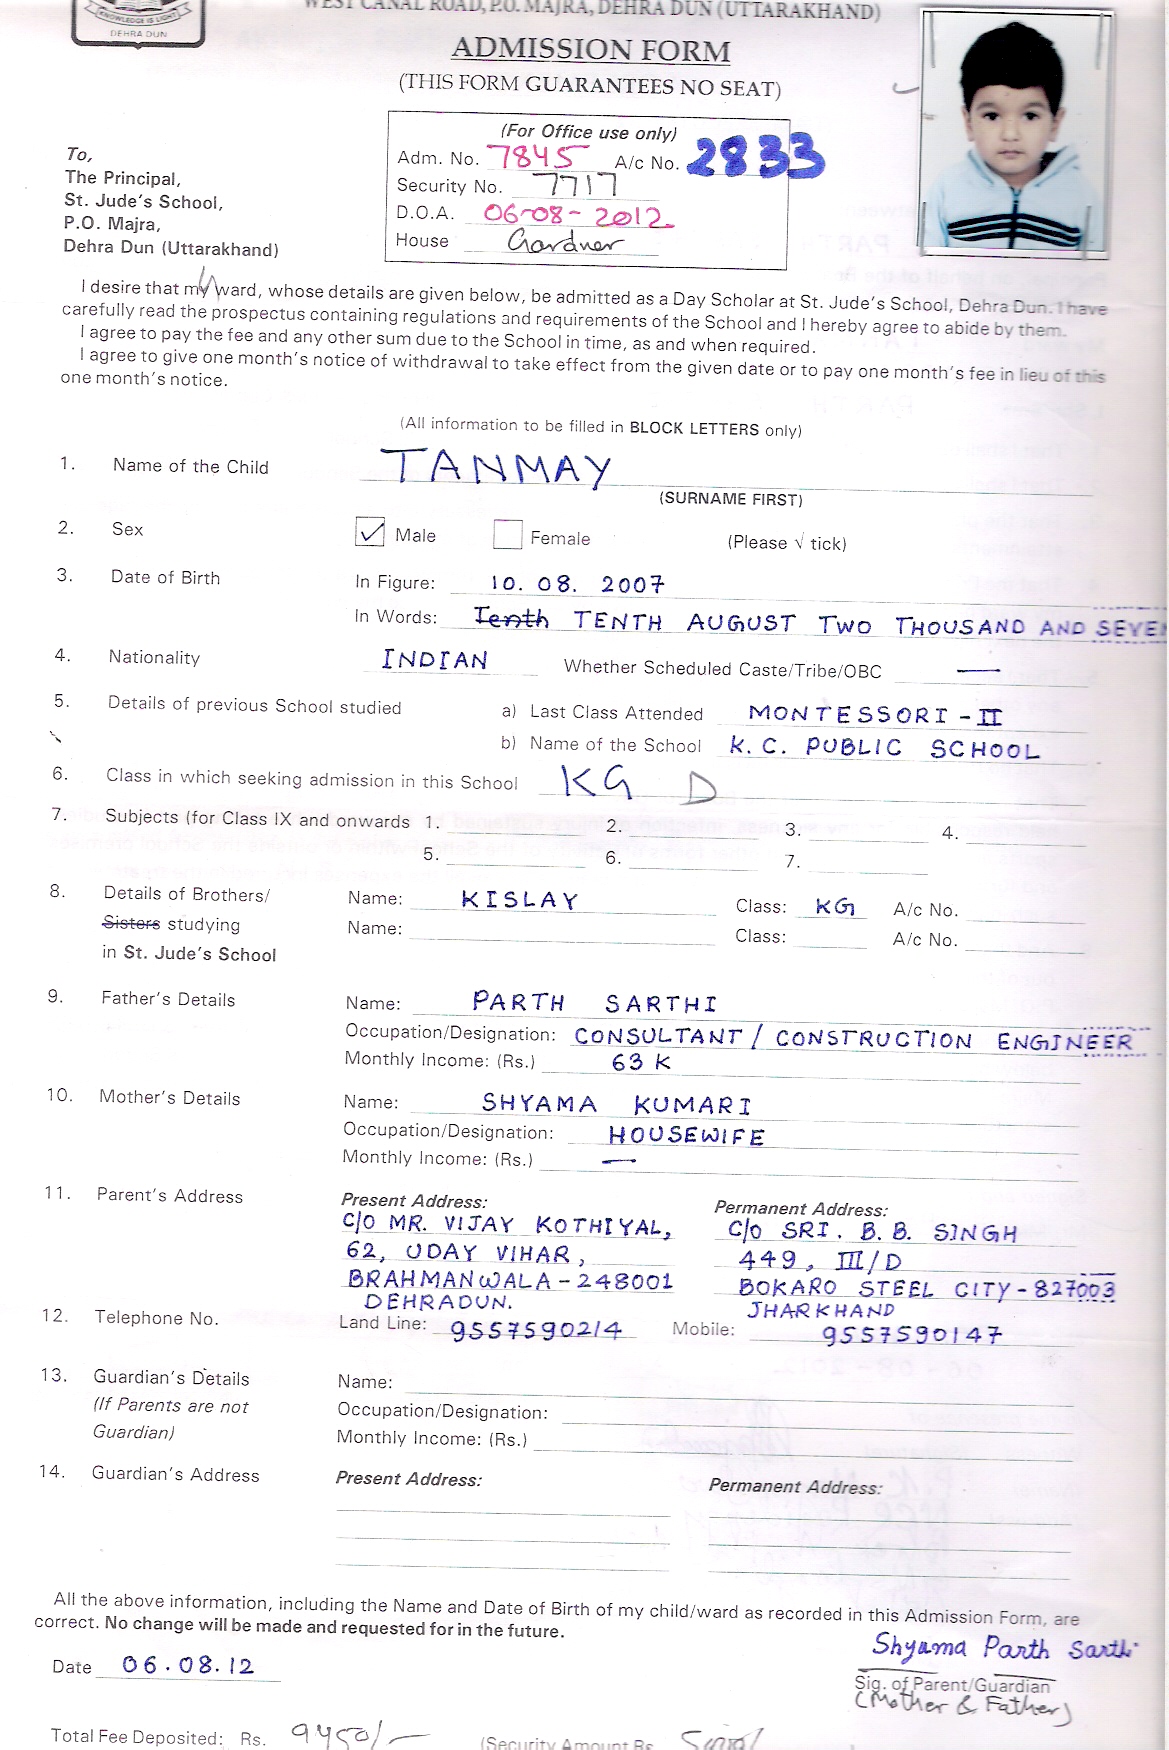 KNOWLEDGE IS LIGHT
DEHRA DUN
WEST CANAL ROAD, P.O. MAJRA, DEHRA DUN (UTTARAKHAND)
ADMISSION FORM
(THIS FORM GUARANTEES NO SEAT)
(For Office use only)
Adm. No. 7845 A/c No. 2833
Security No. 7717
D.O.A. 06-08-2012
House Gardner
To,
The Principal,
St. Jude's School,
P.O. Majra,
Dehra Dun (Uttarakhand)
I desire that my ward, whose details are given below, be admitted as a Day Scholar at St. Jude's School, Dehra Dun. I have
carefully read the prospectus containing regulations and requirements of the School and I hereby agree to abide by them.
I agree to pay the fee and any other sum due to the School in time, as and when required.
I agree to give one month's notice of withdrawal to take effect from the given date or to pay one month's fee in lieu of this
one month's notice.
(All information to be filled in BLOCK LETTERS only)
1. Name of the Child TANMAY
(SURNAME FIRST)
2. Sex Male Female (Please √ tick)
3. Date of Birth In Figure: 10. 08. 2007
In Words: Tenth TENTH AUGUST TWO THOUSAND AND SEVEN
4. Nationality INDIAN Whether Scheduled Caste/Tribe/OBC —
5. Details of previous School studied a) Last Class Attended MONTESSORI - II
b) Name of the School K. C. PUBLIC SCHOOL
6. Class in which seeking admission in this School KG D
7. Subjects (for Class IX and onwards 1. 2. 3. 4.
5. 6. 7.
8. Details of Brothers/ Name: KISLAY Class: KG A/c No.
Sisters studying Name: Class: A/c No.
in St. Jude's School
9. Father's Details Name: PARTH SARTHI
Occupation/Designation: CONSULTANT / CONSTRUCTION ENGINEER
Monthly Income: (Rs.) 63 K
10. Mother's Details Name: SHYAMA KUMARI
Occupation/Designation: HOUSEWIFE
Monthly Income: (Rs.) —
11. Parent's Address Present Address: Permanent Address:
C/O MR. VIJAY KOTHIYAL, C/O SRI. B. B. SINGH
62, UDAY VIHAR, 449, III/D
BRAHMANWALA - 248001 BOKARO STEEL CITY - 827003
DEHRADUN. JHARKHAND
12. Telephone No. Land Line: 9557590214 Mobile: 9557590147
13. Guardian's Details Name:
(If Parents are not Occupation/Designation:
Guardian) Monthly Income: (Rs.)
14. Guardian's Address Present Address: Permanent Address:
All the above information, including the Name and Date of Birth of my child/ward as recorded in this Admission Form, are
correct. No change will be made and requested for in the future.
Shyama Parth Sarthi
Date 06.08.12
Sig. of Parent/Guardian
(Mother & Father)
Total Fee Deposited: Rs. 9450/- (Security Amount Rs.